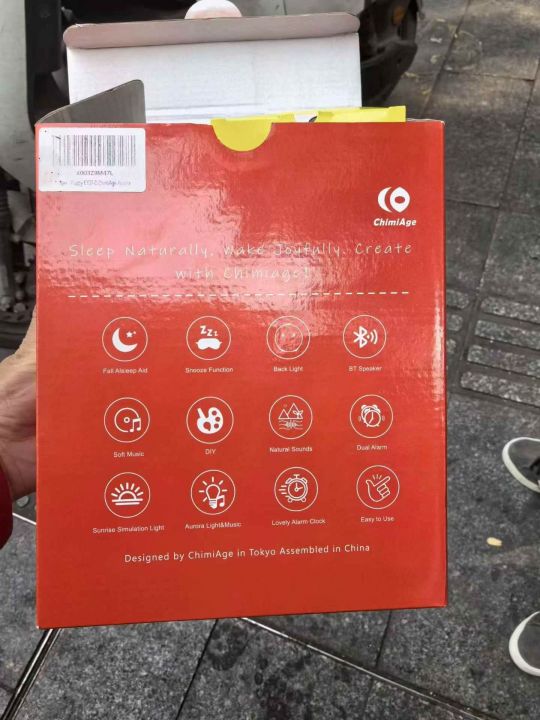 ChimiAge
Sleep Naturally, Wake Joyfully. Create
with Chimiage!
zzz
Fall Alsleep Aid
Snooze Function
Back Light
BT Speaker
Soft Music
DIY
Natural Sounds
Dual Alarm
Sunrise Simulation Light
Aurora Light&Music
Lovely Alarm Clock
Easy to Use
Designed by ChimiAge in Tokyo Assembled in China